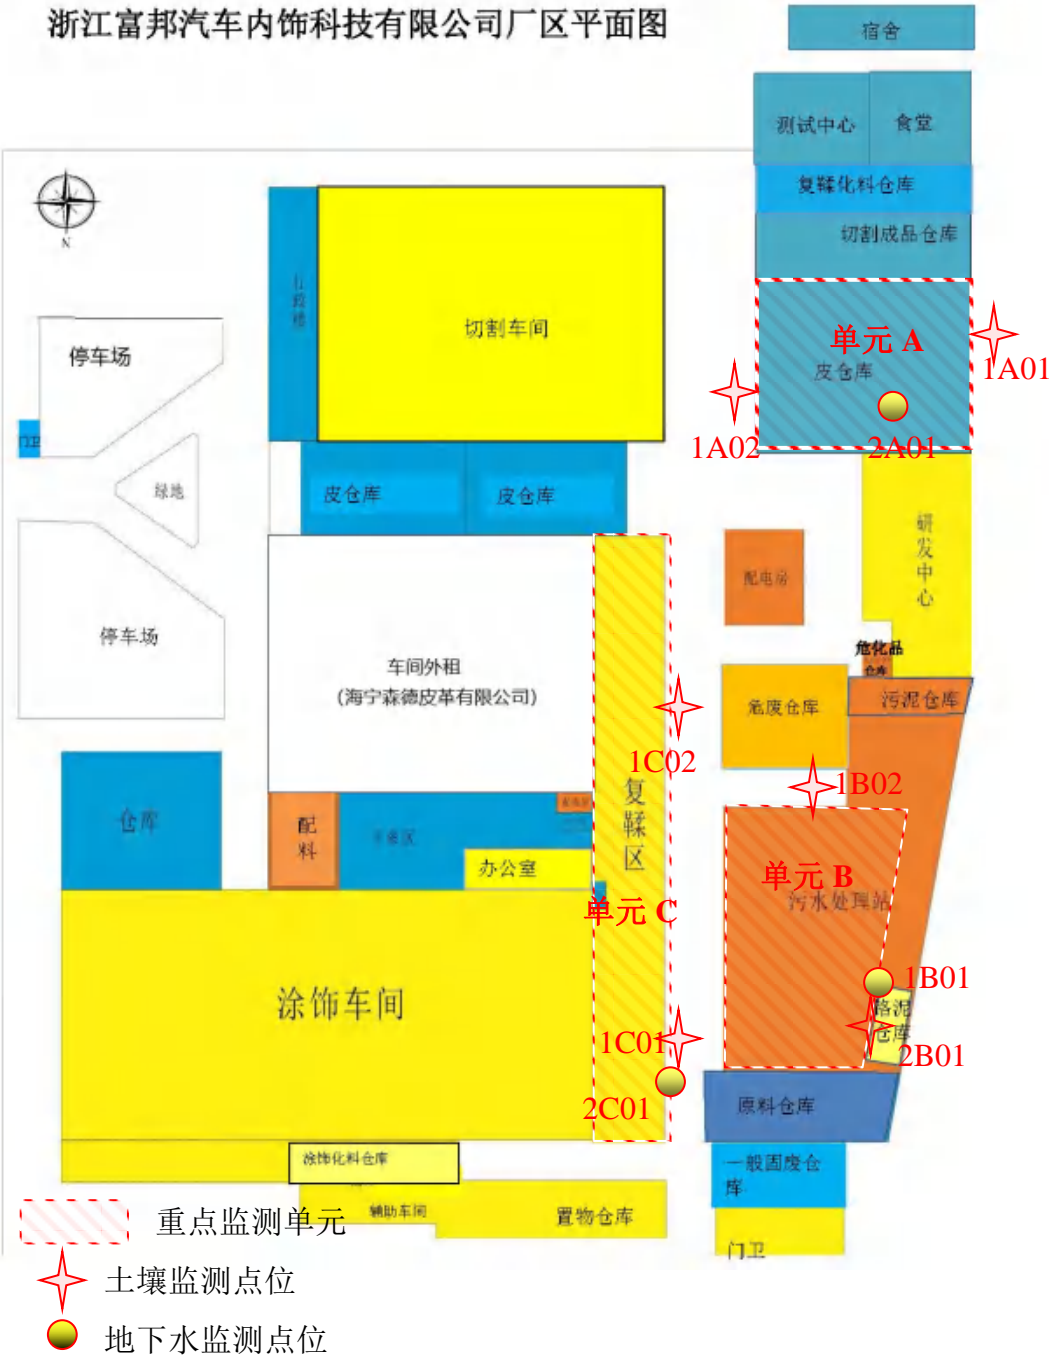 浙江富邦汽车内饰科技有限公司厂区平面图
宿舍
测试中心
食堂
复鞣化料仓库
切割成品仓库
N
行政楼
切割车间
停车场
单元 A
皮仓库
1A01
1A02
2A01
门卫
绿地
皮仓库
皮仓库
研发中心
配电房
停车场
车间外租
(海宁森德皮革有限公司)
危化品
仓库
危废仓库
污泥仓库
1C02
1B02
仓库
配料
复鞣区
办公室
单元 B
污水处理站
单元 C
涂饰车间
1B01
1C01
仓库
2B01
2C01
原料仓库
涂饰化料仓库
一般固废仓
库
辅助车间
置物仓库
门卫
重点监测单元
土壤监测点位
地下水监测点位